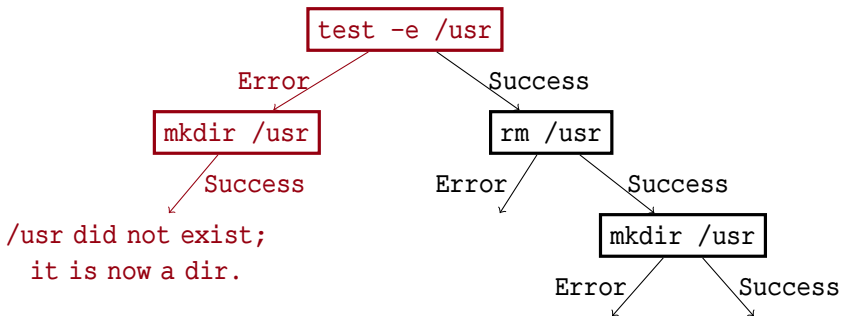 test -e /usr
Error
Success
mkdir /usr
rm /usr
Success
Error
Success
/usr did not exist;
it is now a dir.
mkdir /usr
Error
Success